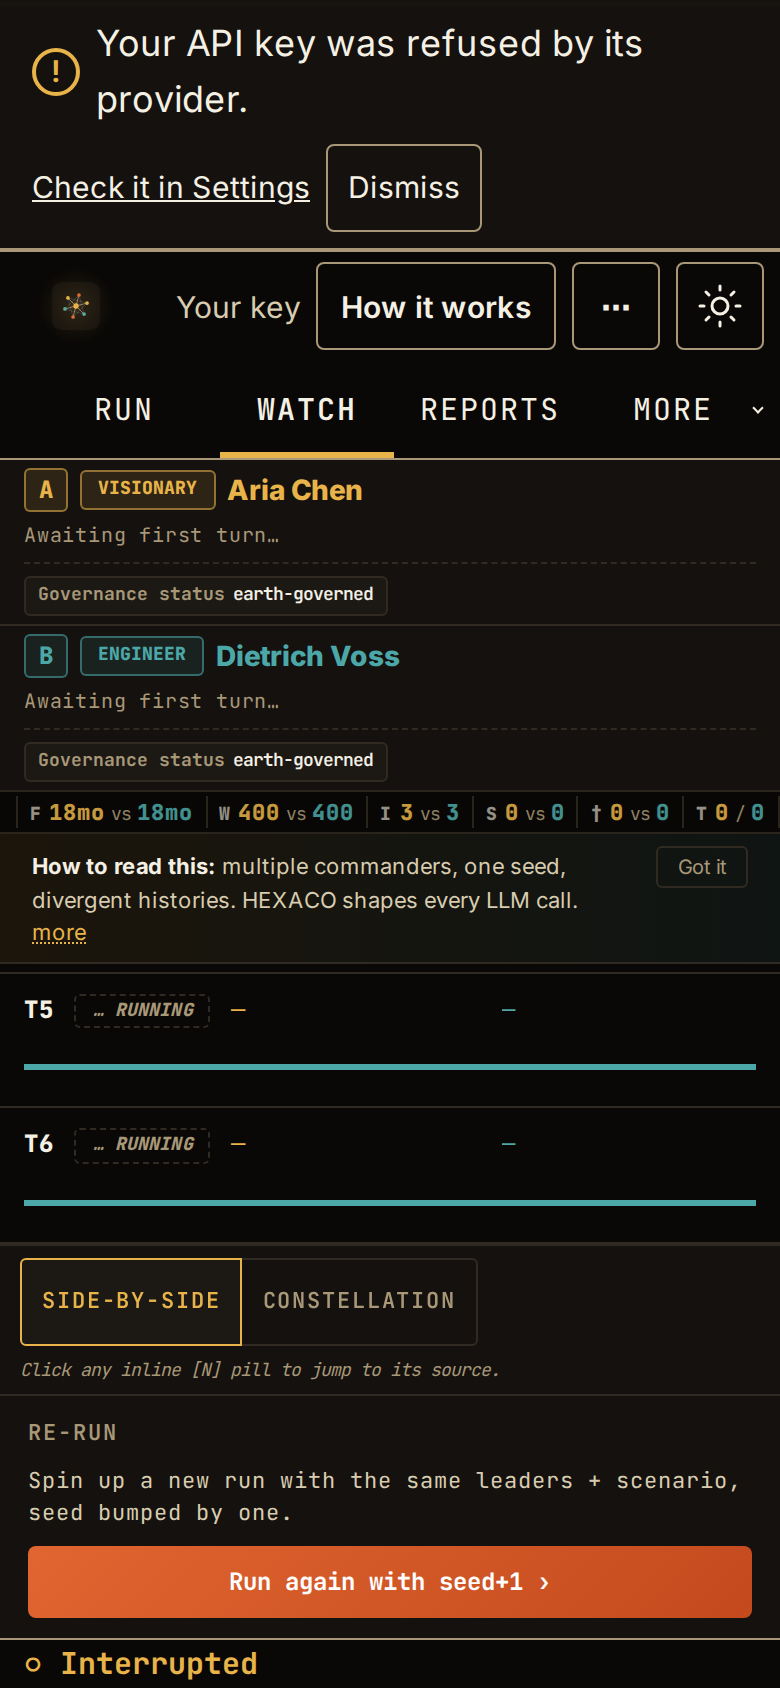 Your API key was refused by its
provider.
Check it in Settings Dismiss
Your key How it works ... ☼
RUN WATCH REPORTS MORE
A VISIONARY Aria Chen
Awaiting first turn…
Governance status earth-governed
B ENGINEER Dietrich Voss
Awaiting first turn…
Governance status earth-governed
F 18mo vs 18mo W 400 vs 400 I 3 vs 3 S 0 vs 0 † 0 vs 0 T 0 / 0
How to read this: multiple commanders, one seed, Got it
divergent histories. HEXACO shapes every LLM call.
more
T5 … RUNNING — —
T6 … RUNNING — —
SIDE-BY-SIDE CONSTELLATION
Click any inline [N] pill to jump to its source.
RE-RUN
Spin up a new run with the same leaders + scenario,
seed bumped by one.
Run again with seed+1 ›
○ Interrupted